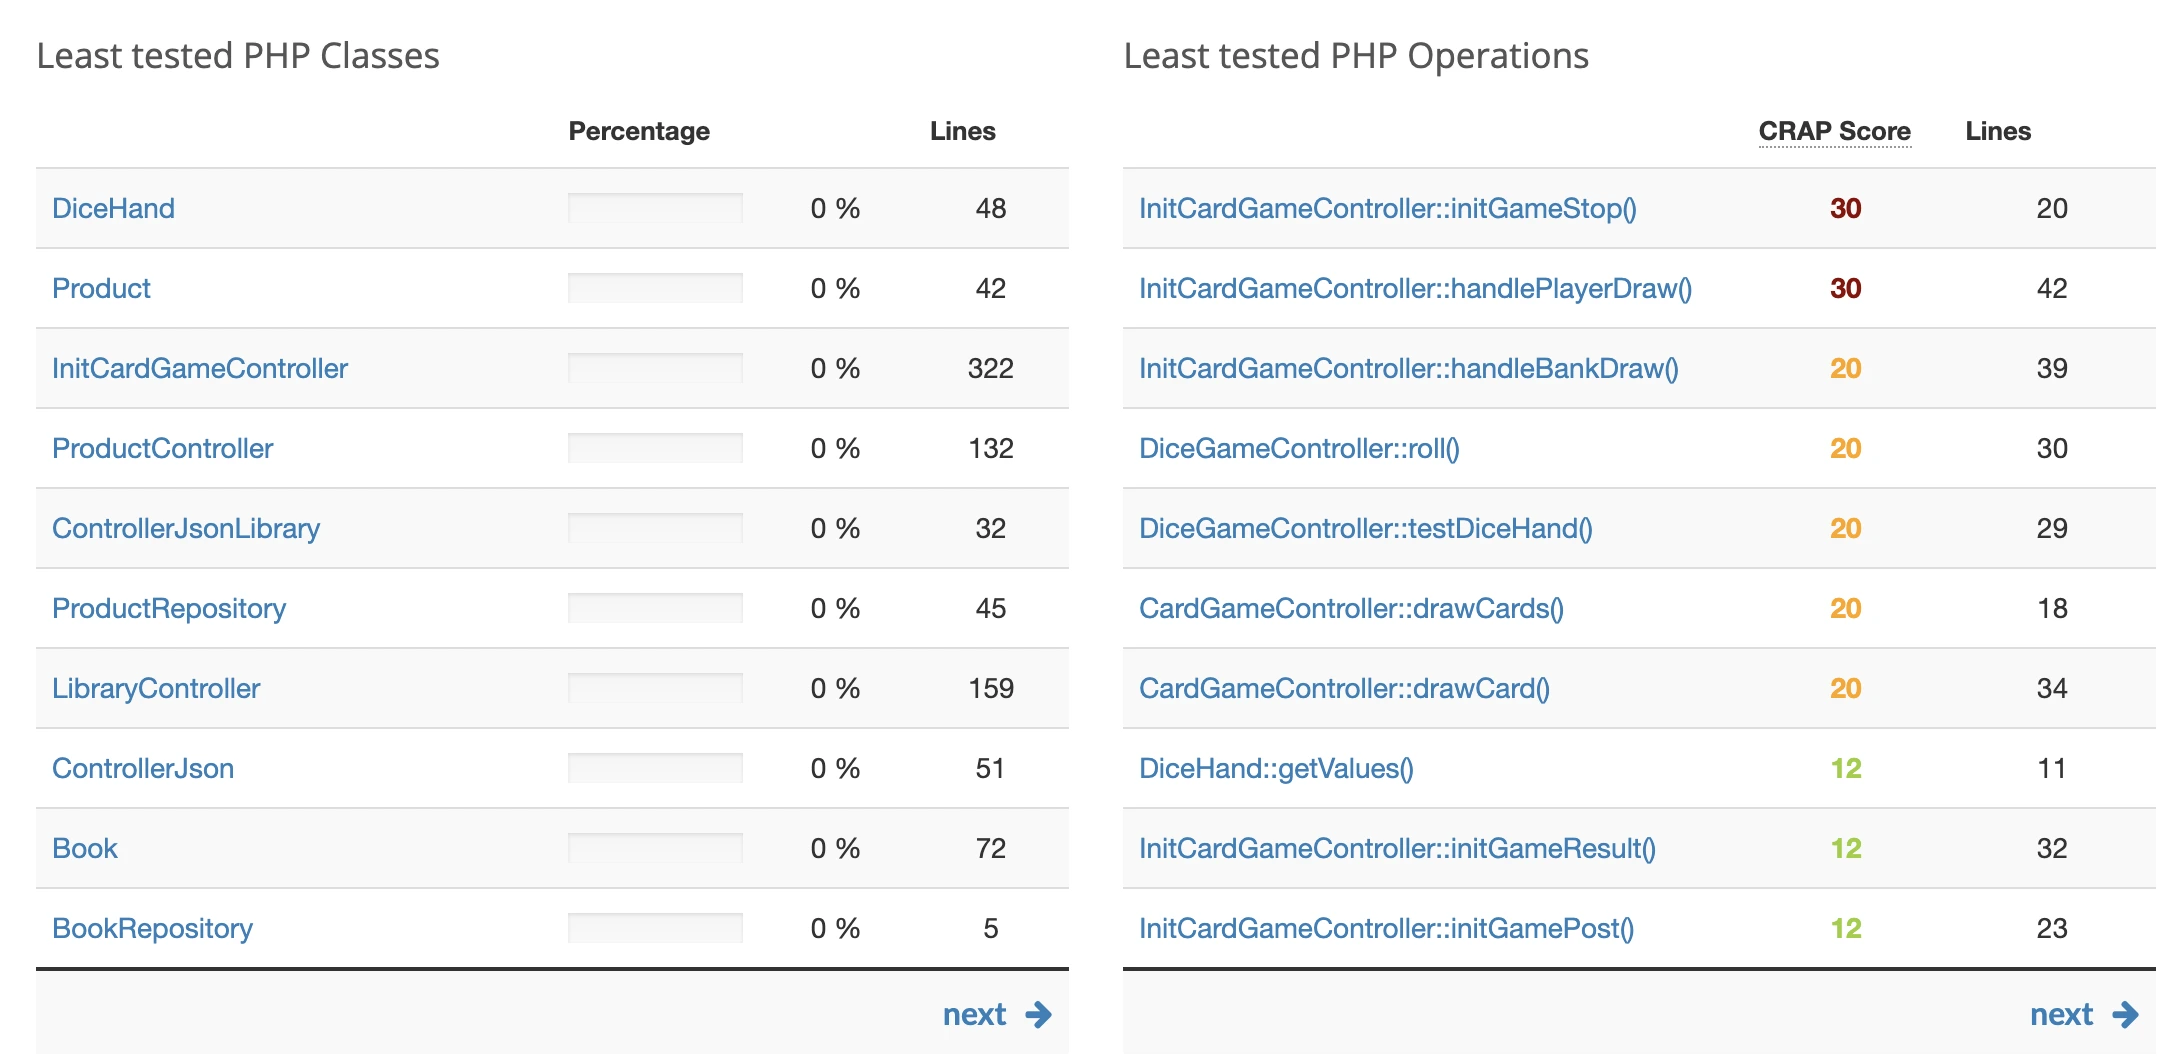 Least tested PHP Classes
Percentage Lines
DiceHand 0 % 48
Product 0 % 42
InitCardGameController 0 % 322
ProductController 0 % 132
ControllerJsonLibrary 0 % 32
ProductRepository 0 % 45
LibraryController 0 % 159
ControllerJson 0 % 51
Book 0 % 72
BookRepository 0 % 5
next
Least tested PHP Operations
CRAP Score Lines
InitCardGameController::initGameStop() 30 20
InitCardGameController::handlePlayerDraw() 30 42
InitCardGameController::handleBankDraw() 20 39
DiceGameController::roll() 20 30
DiceGameController::testDiceHand() 20 29
CardGameController::drawCards() 20 18
CardGameController::drawCard() 20 34
DiceHand::getValues() 12 11
InitCardGameController::initGameResult() 12 32
InitCardGameController::initGamePost() 12 23
next